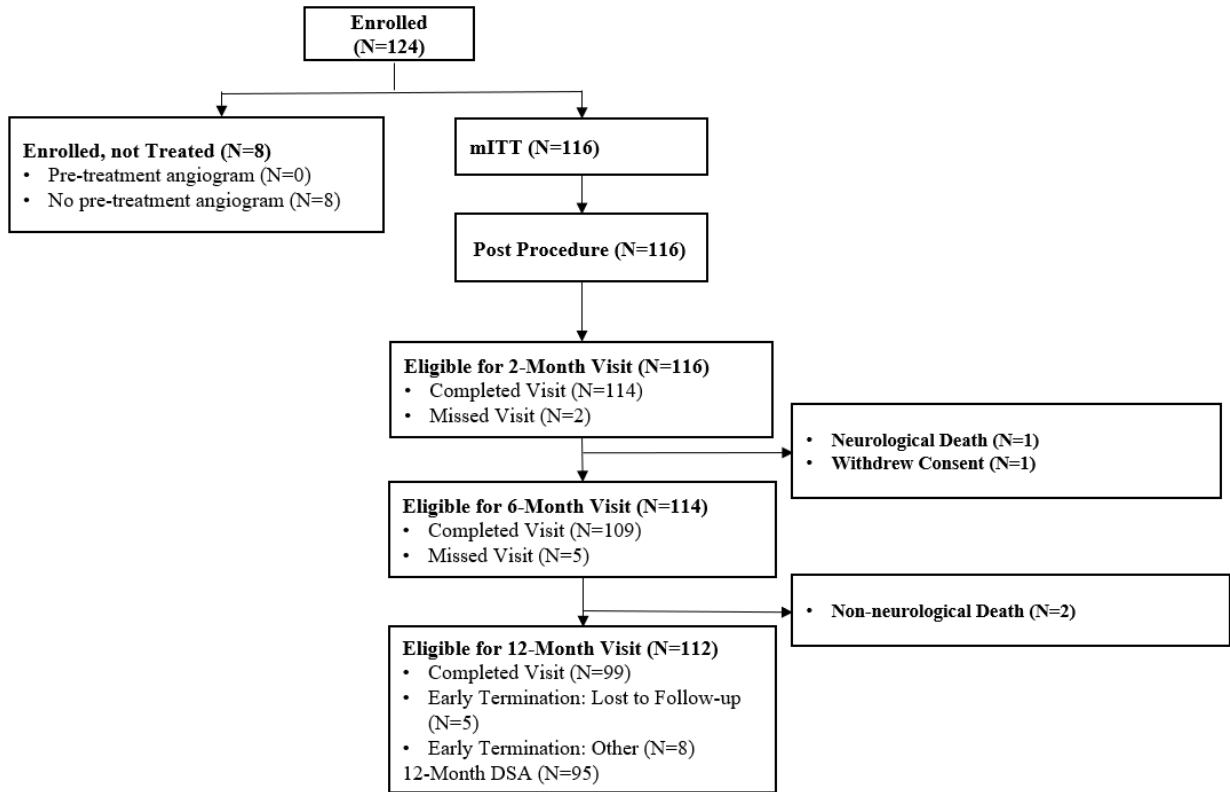 Enrolled
(N=124)
Enrolled, not Treated (N=8)
• Pre-treatment angiogram (N=0)
• No pre-treatment angiogram (N=8)
mITT (N=116)
Post Procedure (N=116)
Eligible for 2-Month Visit (N=116)
• Completed Visit (N=114)
• Missed Visit (N=2)
• Neurological Death (N=1)
• Withdrew Consent (N=1)
Eligible for 6-Month Visit (N=114)
• Completed Visit (N=109)
• Missed Visit (N=5)
• Non-neurological Death (N=2)
Eligible for 12-Month Visit (N=112)
• Completed Visit (N=99)
• Early Termination: Lost to Follow-up
(N=5)
• Early Termination: Other (N=8)
12-Month DSA (N=95)